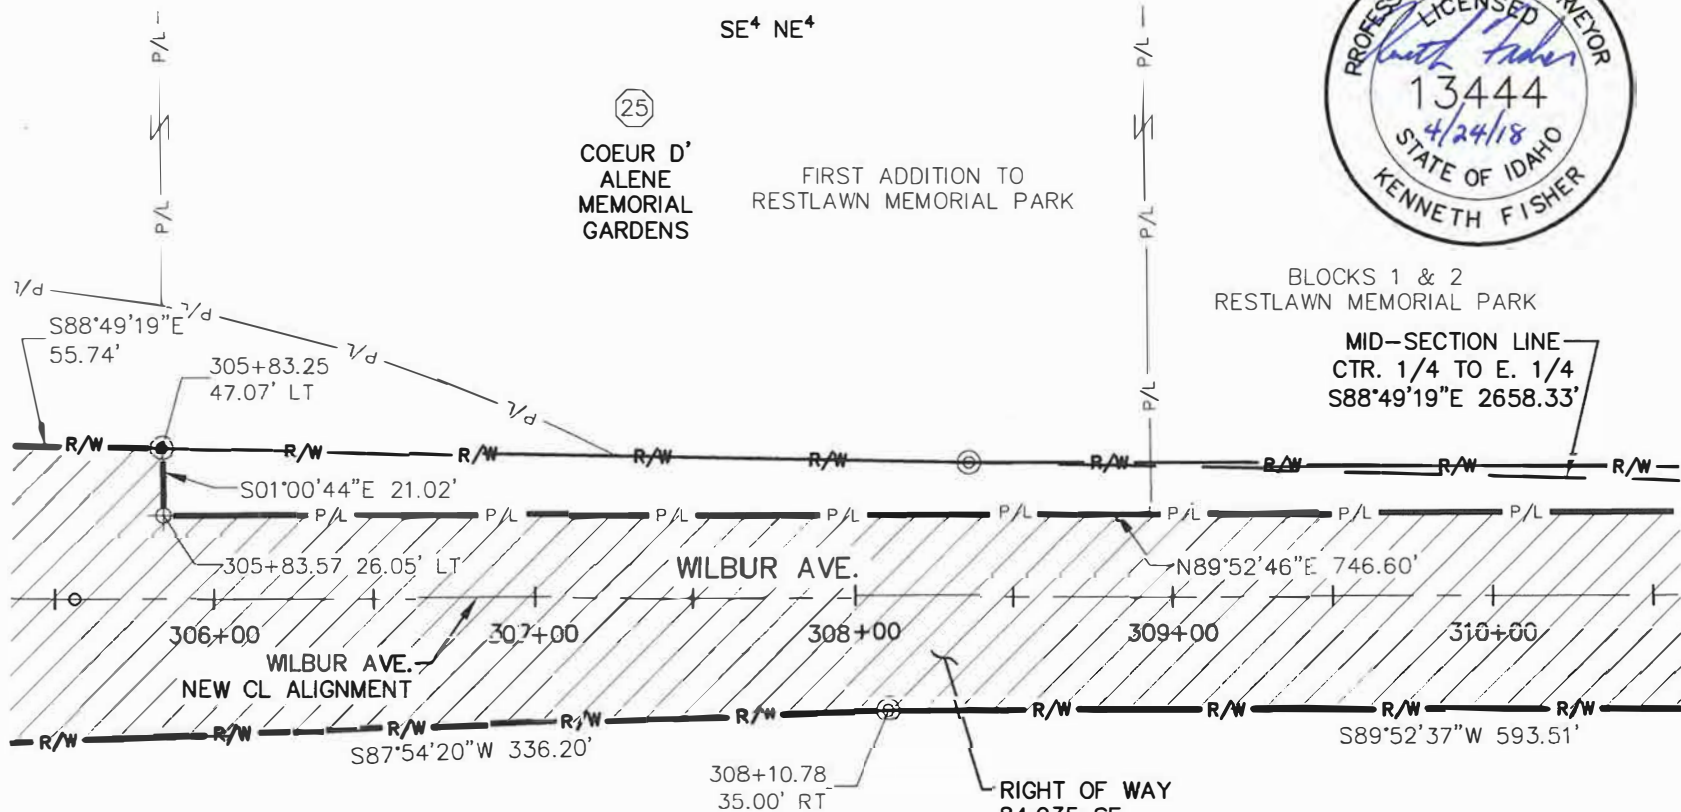 SE⁴ NE⁴
PROFESS
VEYOR
LICENSED
Kenneth Fisher
13444
4/24/18
STATE OF IDAHO
KENNETH FISHER
P/L
P/L
P/L
P/L
P/L
25
COEUR D'
ALENE
MEMORIAL
GARDENS
FIRST ADDITION TO
RESTLAWN MEMORIAL PARK
BLOCKS 1 & 2
RESTLAWN MEMORIAL PARK
P/L
P/L
P/L
P/L
S88°49'19"E
55.74'
305+83.25
47.07' LT
MID-SECTION LINE
CTR. 1/4 TO E. 1/4
S88°49'19"E 2658.33'
R/W R/W R/W R/W R/W R/W R/W R/W R/W
S01°00'44"E 21.02'
P/L P/L P/L P/L P/L P/L P/L P/L
305+83.57 26.05' LT
WILBUR AVE.
N89°52'46"E 746.60'
306+00 307+00 308+00 309+00 310+00
WILBUR AVE.
NEW CL ALIGNMENT
R/W R/W R/W R/W R/W R/W R/W R/W R/W
S87°54'20"W 336.20'
S89°52'37"W 593.51'
308+10.78
35.00' RT
RIGHT OF WAY